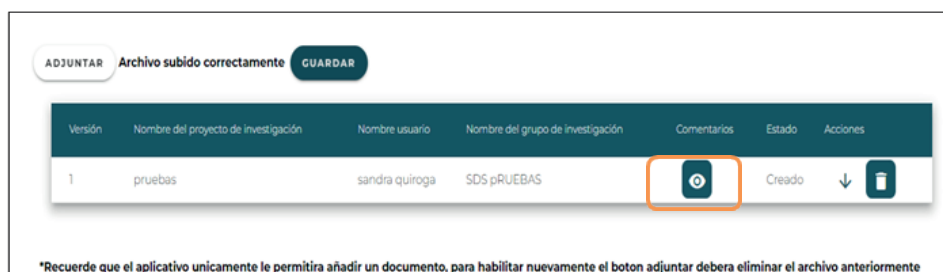 ADJUNTAR Archivo subido correctamente GUARDAR
Versión Nombre del proyecto de investigación Nombre usuario Nombre del grupo de investigación Comentarios Estado Acciones
1 pruebas sandra quiroga SDS pRUEBAS Creado
*Recuerde que el aplicativo unicamente le permitira añadir un documento, para habilitar nuevamente el boton adjuntar debera eliminar el archivo anteriormente